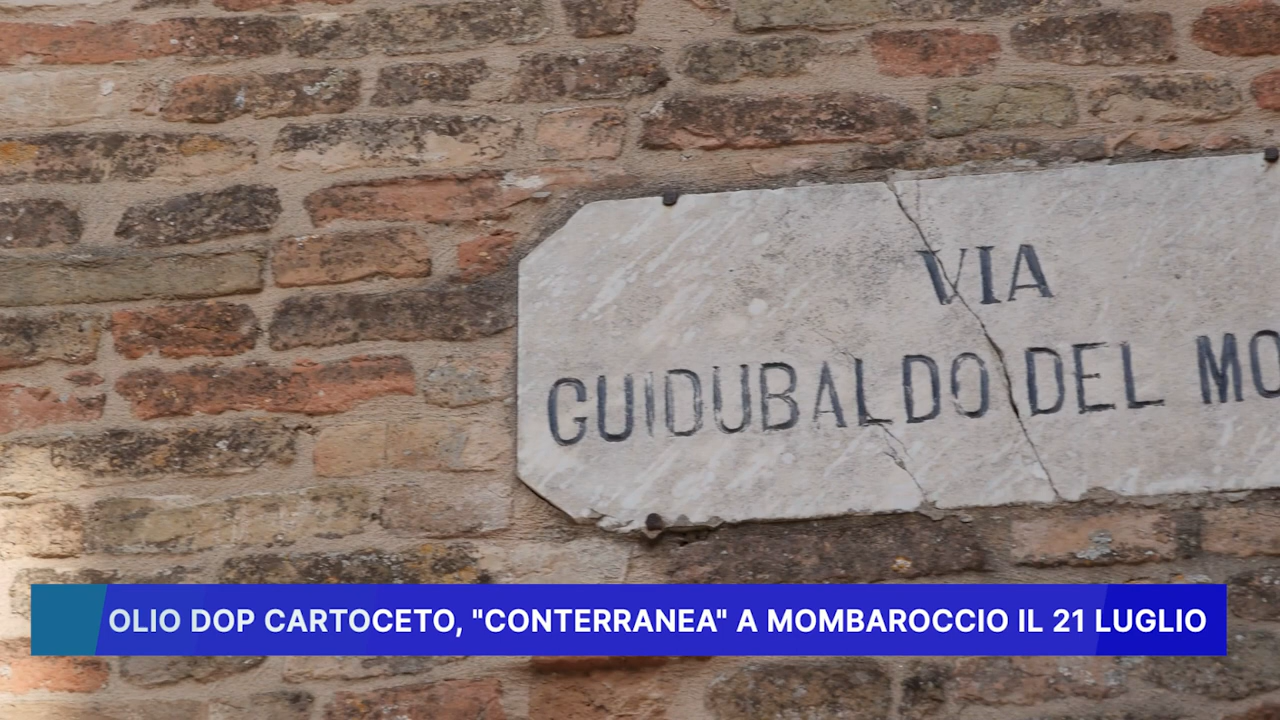 VIA
GUIDUBALDO DEL MO
OLIO DOP CARTOCETO, "CONTERRANEA" A MOMBAROCCIO IL 21 LUGLIO